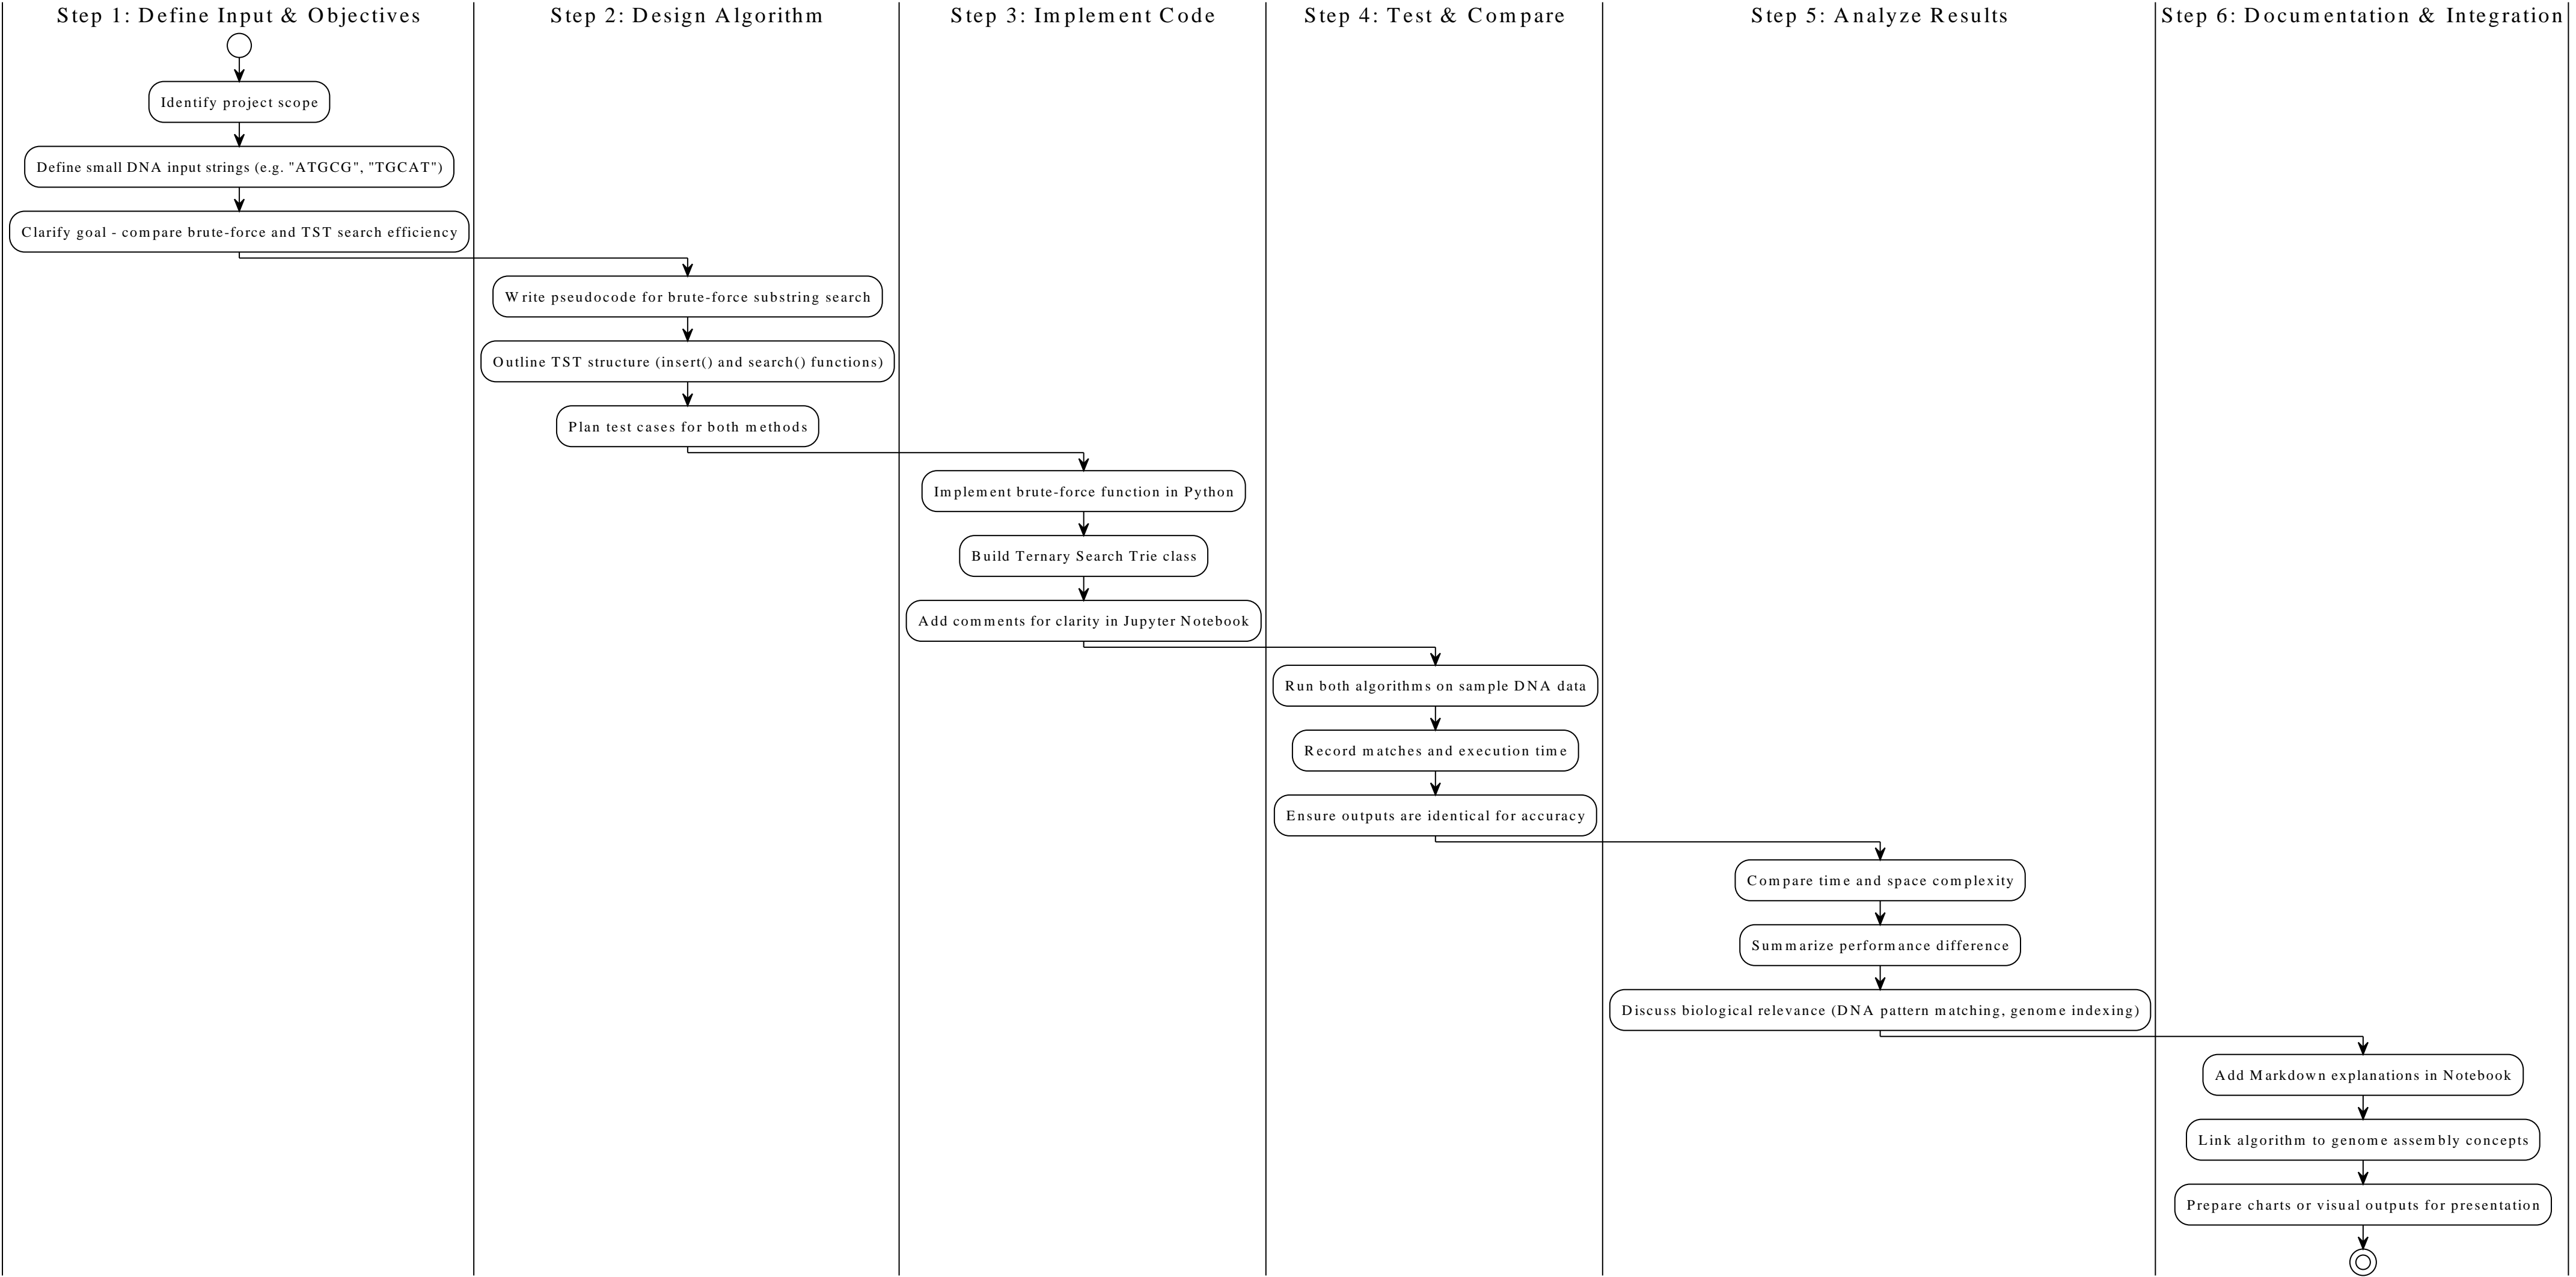 Step 1: Define Input & Objectives
Step 2: Design Algorithm
Step 3: Implement Code
Step 4: Test & Compare
Step 5: Analyze Results
Step 6: Documentation & Integration
Identify project scope
Define small DNA input strings (e.g. "ATGCG", "TGCAT")
Clarify goal - compare brute-force and TST search efficiency
Write pseudocode for brute-force substring search
Outline TST structure (insert() and search() functions)
Plan test cases for both methods
Implement brute-force function in Python
Build Ternary Search Trie class
Add comments for clarity in Jupyter Notebook
Run both algorithms on sample DNA data
Record matches and execution time
Ensure outputs are identical for accuracy
Compare time and space complexity
Summarize performance difference
Discuss biological relevance (DNA pattern matching, genome indexing)
Add Markdown explanations in Notebook
Link algorithm to genome assembly concepts
Prepare charts or visual outputs for presentation